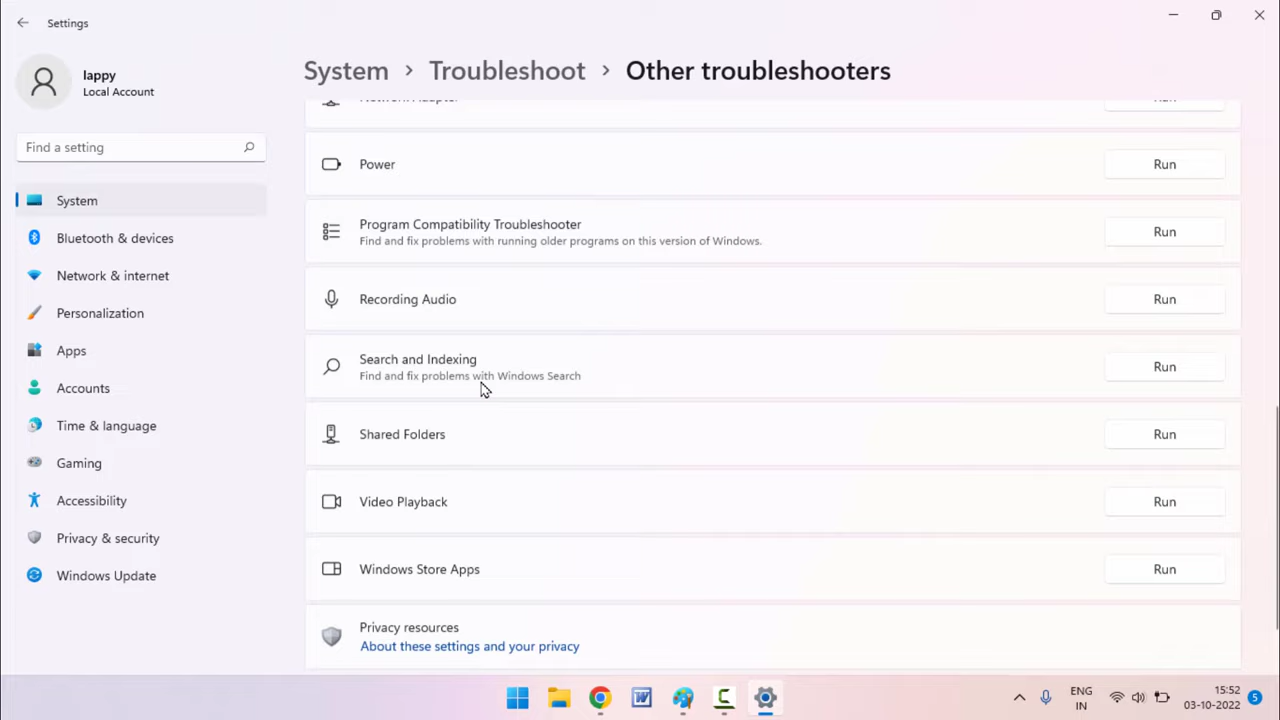 Settings
lappy
Local Account
Find a setting
System
Bluetooth & devices
Network & internet
Personalization
Apps
Accounts
Time & language
Gaming
Accessibility
Privacy & security
Windows Update
System > Troubleshoot > Other troubleshooters
Network Adapter Run
Power Run
Program Compatibility Troubleshooter
Find and fix problems with running older programs on this version of Windows.
Run
Recording Audio Run
Search and Indexing
Find and fix problems with Windows Search
Run
Shared Folders Run
Video Playback Run
Windows Store Apps Run
Privacy resources
About these settings and your privacy
ENG
IN
15:52
03-10-2022
5